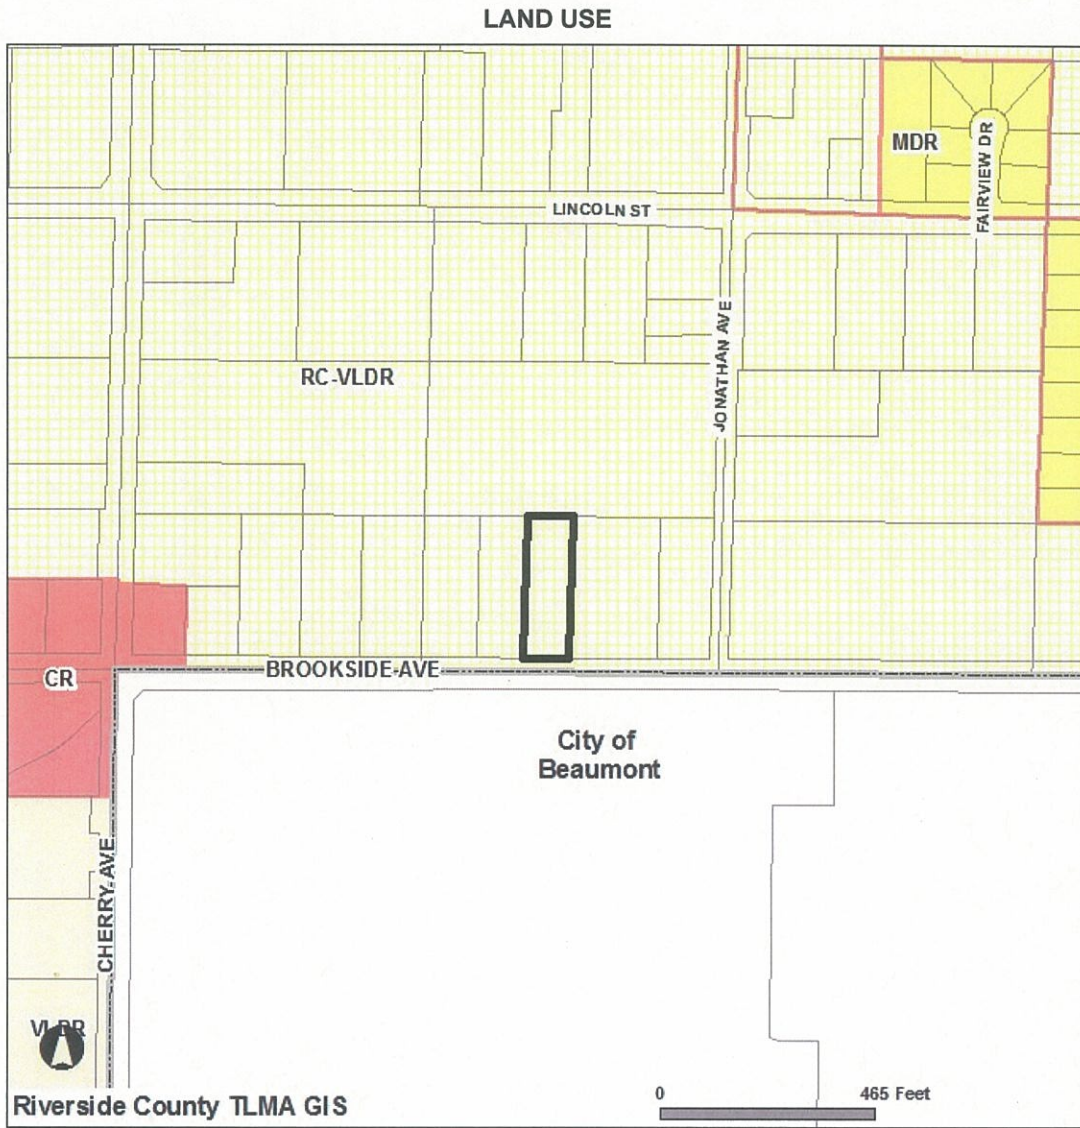 LAND USE
MDR
FAIRVIEW DR
LINCOLN ST
JONATHAN AVE
RC-VLDR
BROOKSIDE AVE
CR
City of
Beaumont
CHERRY AVE
VLDR
0 465 Feet
Riverside County TLMA GIS